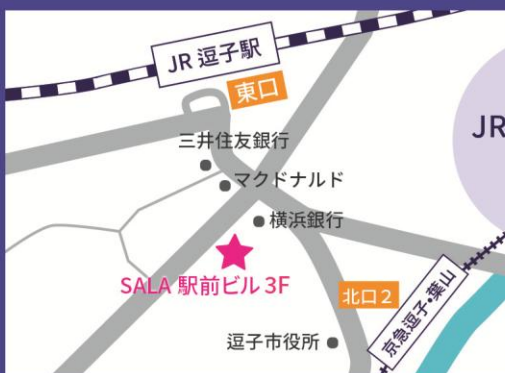 JR 逗子駅
東口
JR
三井住友銀行
マクドナルド
横浜銀行
SALA 駅前ビル 3F
北口2
京急逗子・葉山
逗子市役所